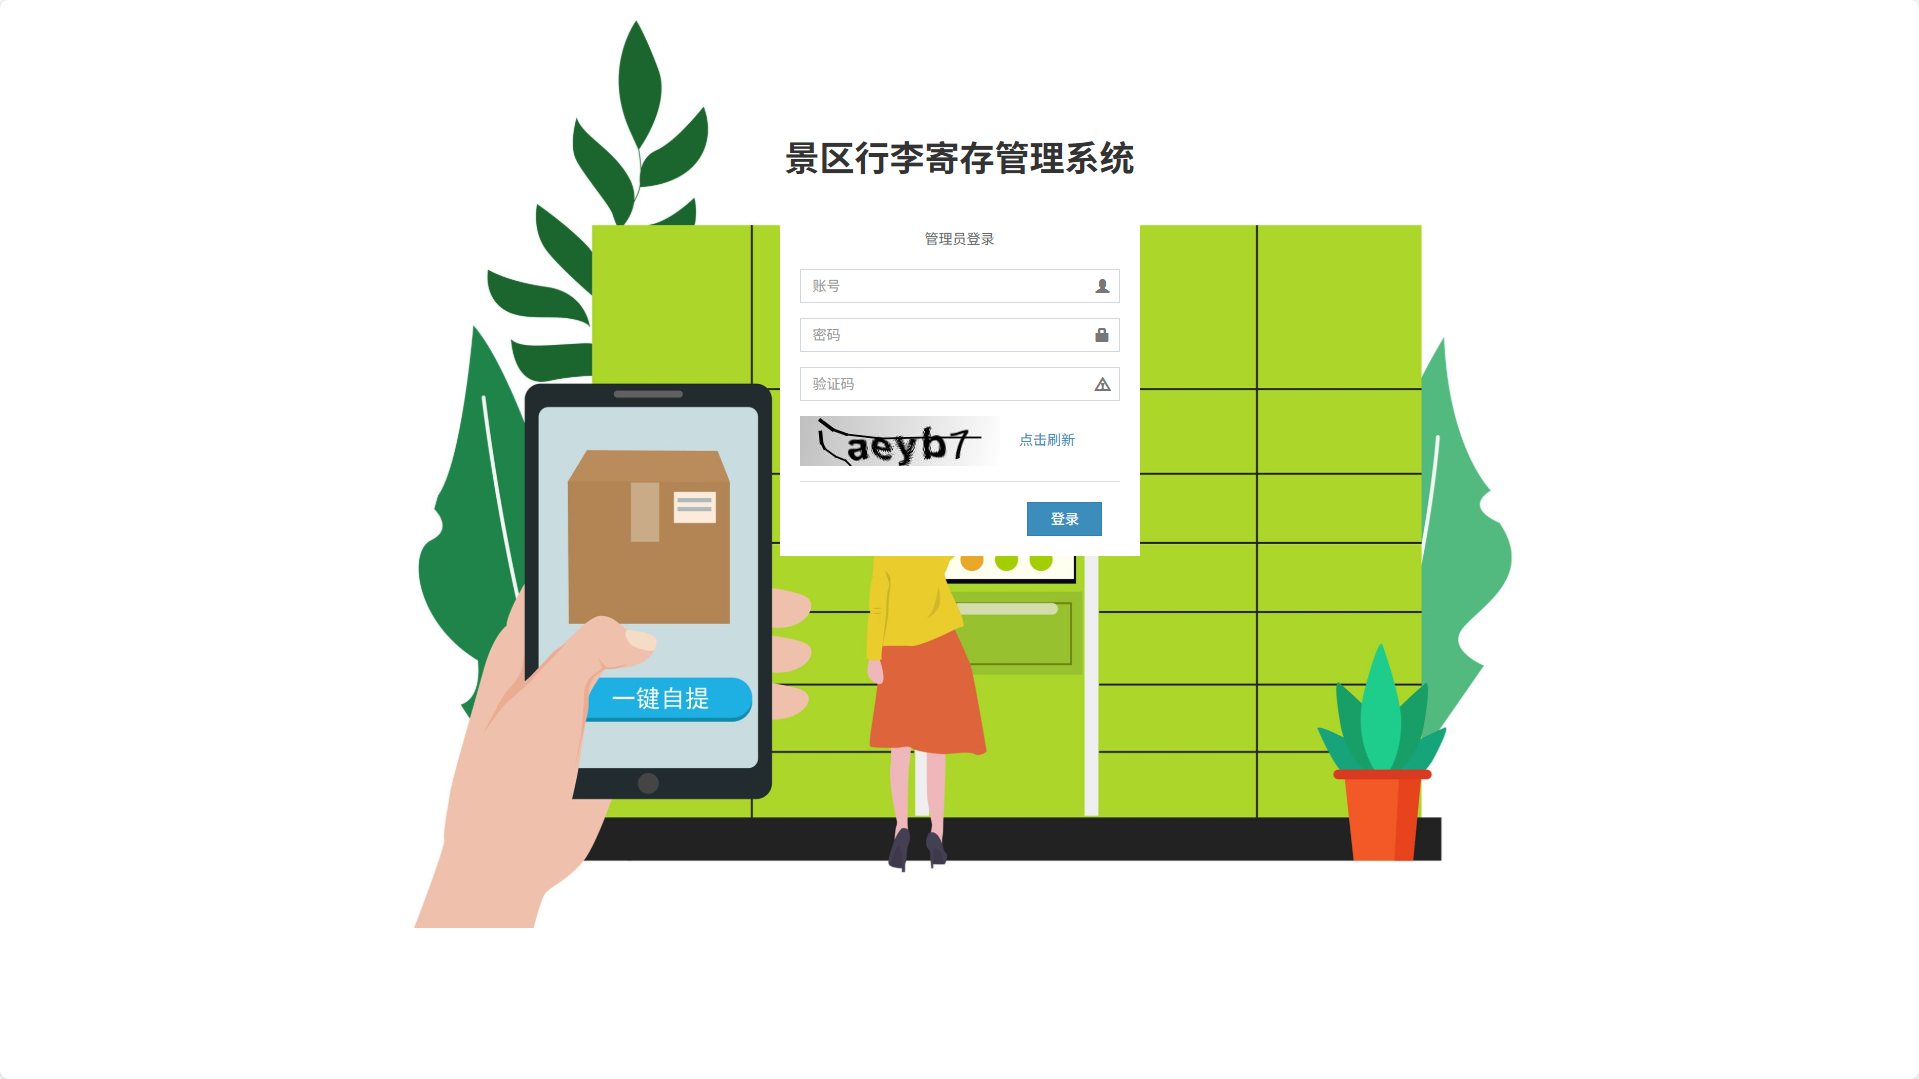 景区行李寄存管理系统
管理员登录
账号
密码
验证码
点击刷新
登录
一键自提